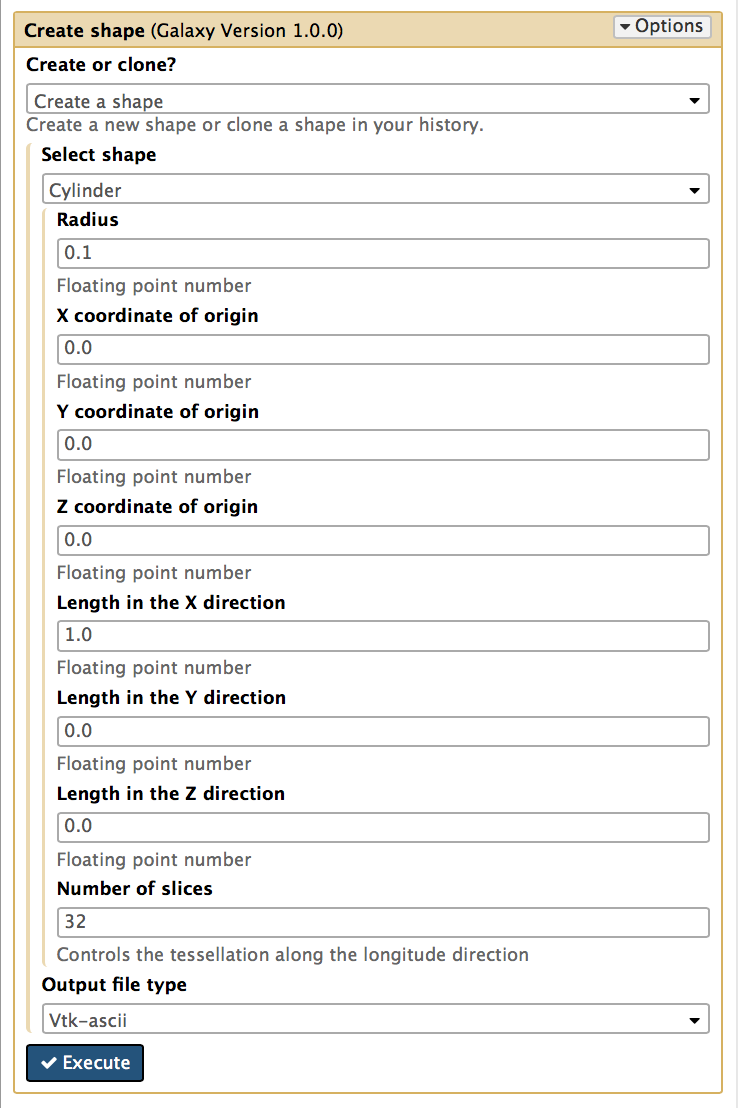 Create shape (Galaxy Version 1.0.0) Options
Create or clone?
Create a shape
Create a new shape or clone a shape in your history.
Select shape
Cylinder
Radius
0.1
Floating point number
X coordinate of origin
0.0
Floating point number
Y coordinate of origin
0.0
Floating point number
Z coordinate of origin
0.0
Floating point number
Length in the X direction
1.0
Floating point number
Length in the Y direction
0.0
Floating point number
Length in the Z direction
0.0
Floating point number
Number of slices
32
Controls the tessellation along the longitude direction
Output file type
Vtk-ascii
Execute